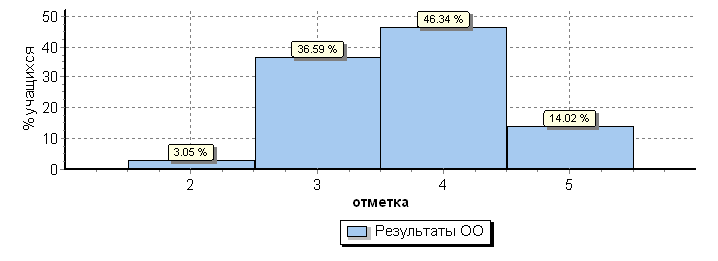 % учащихся
50
40
30
20
10
0
46.34 %
36.59 %
14.02 %
3.05 %
2 3 4 5
отметка
Результаты ОО